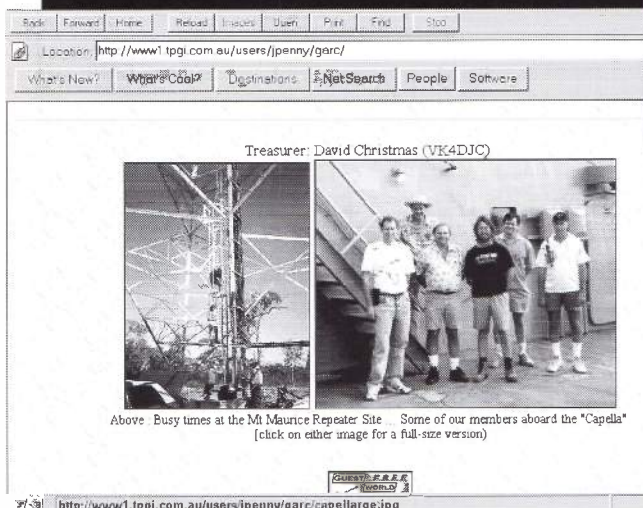 Back Forward Home Reload Images Open Print Find Stop
Location: http://www1.tpgi.com.au/users/jpenny/garc/
What's New? What's Cool? Destinations Net Search People Software
Treasurer: David Christmas (VK4DJC)
Above : Busy times at the Mt Maurice Repeater Site ... Some of our members aboard the "Capella"
[click on either image for a full-size version)
GUEST
WORLD
http://www1.tpgi.com.au/users/jpenny/garc/capellarge.jpg